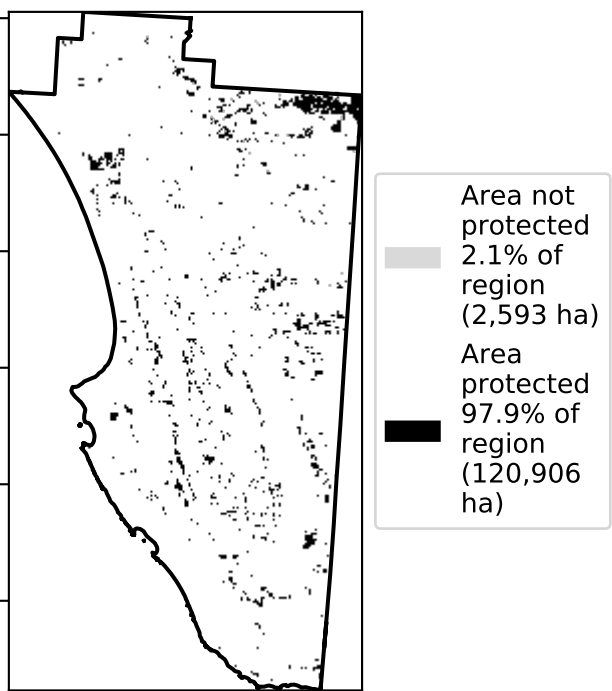 Area not
protected
2.1% of
region
(2,593 ha)
Area
protected
97.9% of
region
(120,906
ha)